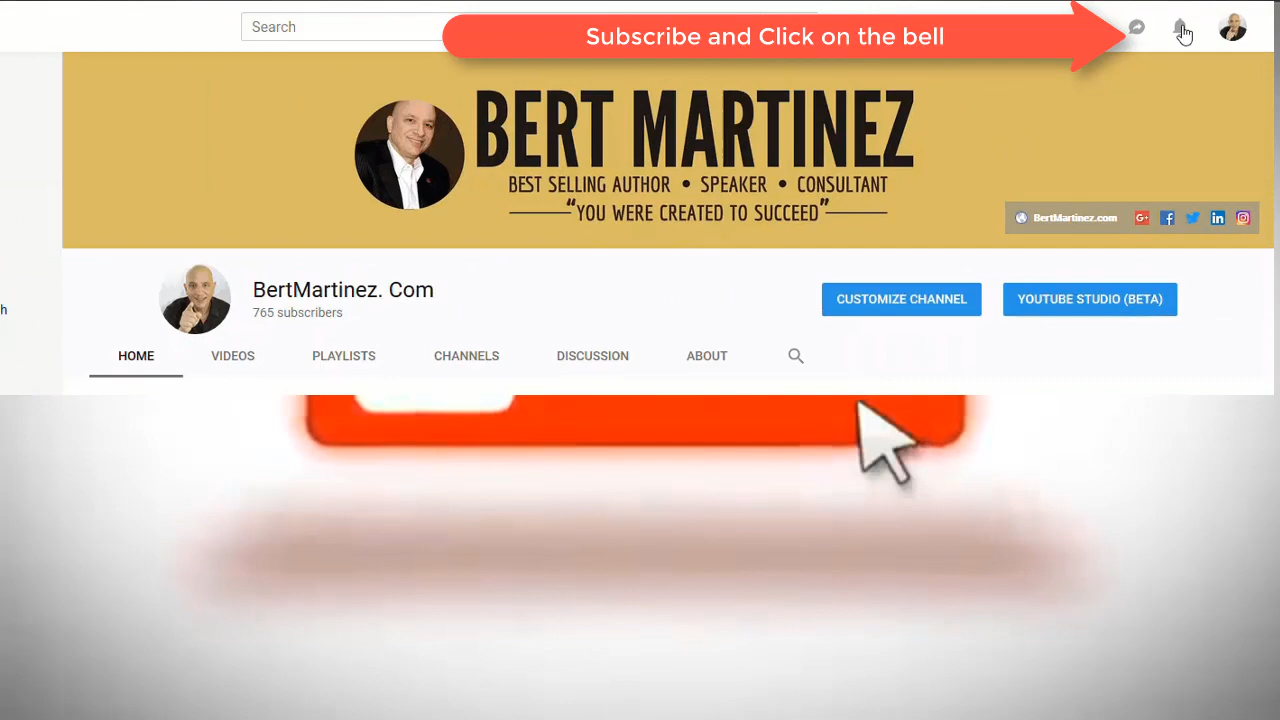 Search
Subscribe and Click on the bell
BERT MARTINEZ
BEST SELLING AUTHOR • SPEAKER • CONSULTANT
"YOU WERE CREATED TO SUCCEED"
BertMartinez.com
BertMartinez. Com
765 subscribers
CUSTOMIZE CHANNEL
YOUTUBE STUDIO (BETA)
h
HOME VIDEOS PLAYLISTS CHANNELS DISCUSSION ABOUT